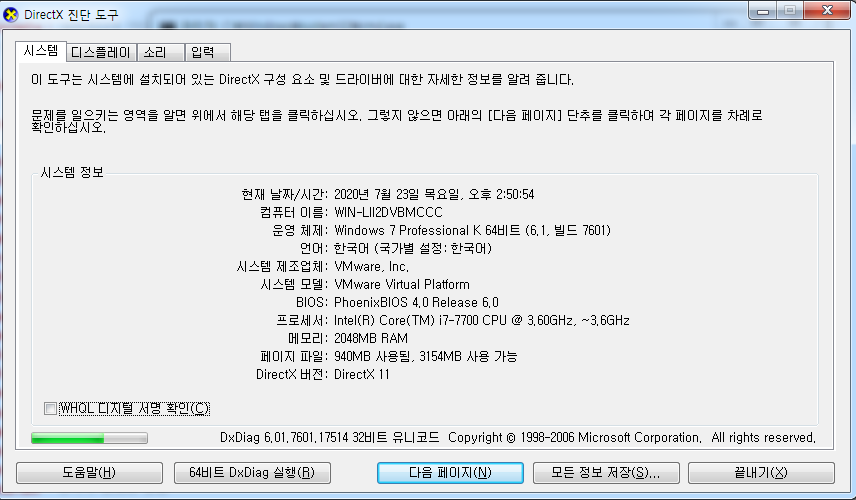 DirectX 진단 도구
시스템 디스플레이 소리 입력
이 도구는 시스템에 설치되어 있는 DirectX 구성 요소 및 드라이버에 대한 자세한 정보를 알려 줍니다.
문제를 일으키는 영역을 알면 위에서 해당 탭을 클릭하십시오. 그렇지 않으면 아래의 [다음 페이지] 단추를 클릭하여 각 페이지를 차례로
확인하십시오.
시스템 정보
현재 날짜/시간: 2020년 7월 23일 목요일, 오후 2:50:54
컴퓨터 이름: WIN-LII2DVBMCCC
운영 체제: Windows 7 Professional K 64비트 (6.1, 빌드 7601)
언어: 한국어 (국가별 설정: 한국어)
시스템 제조업체: VMware, Inc.
시스템 모델: VMware Virtual Platform
BIOS: PhoenixBIOS 4.0 Release 6.0
프로세서: Intel(R) Core(TM) i7-7700 CPU @ 3.60GHz, ~3.6GHz
메모리: 2048MB RAM
페이지 파일: 940MB 사용됨, 3154MB 사용 가능
DirectX 버전: DirectX 11
WHQL 디지털 서명 확인(C)
DxDiag 6.01.7601.17514 32비트 유니코드 Copyright © 1998-2006 Microsoft Corporation. All rights reserved.
도움말(H) 64비트 DxDiag 실행(R) 다음 페이지(N) 모든 정보 저장(S)... 끝내기(X)